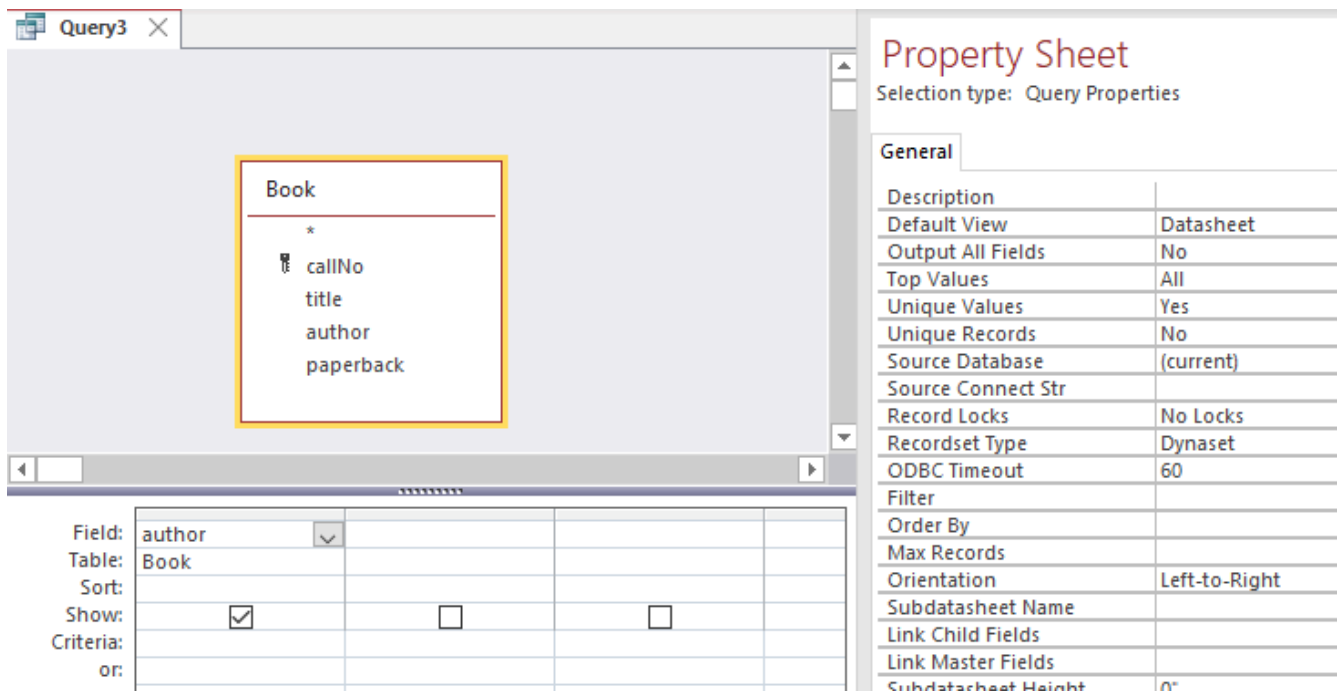 Query3
Book
*
callNo
title
author
paperback
Field: author
Table: Book
Sort:
Show:
Criteria:
or:
Property Sheet
Selection type: Query Properties
General
Description
Default View Datasheet
Output All Fields No
Top Values All
Unique Values Yes
Unique Records No
Source Database (current)
Source Connect Str
Record Locks No Locks
Recordset Type Dynaset
ODBC Timeout 60
Filter
Order By
Max Records
Orientation Left-to-Right
Subdatasheet Name
Link Child Fields
Link Master Fields
Subdatasheet Height 0"